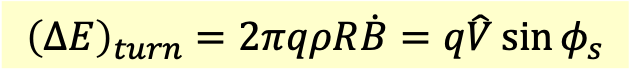 (ΔE)_{turn} = 2πqρRḂ = qV̂ sin ϕ_s